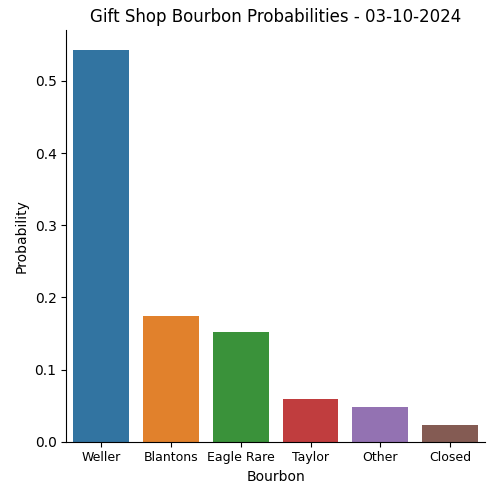 Gift Shop Bourbon Probabilities - 03-10-2024
Probability
0.5
0.4
0.3
0.2
0.1
0.0
Weller Blantons Eagle Rare Taylor Other Closed
Bourbon